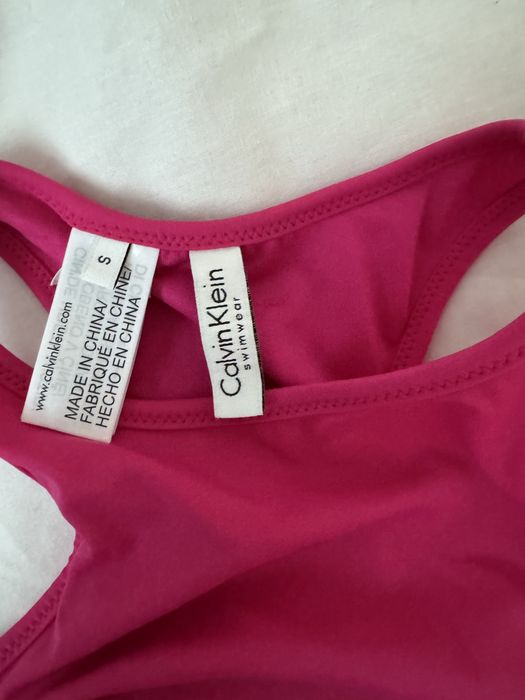 S
www.calvinklein.com
MADE IN CHINA/
FABRIQUÉ EN CHINE/
HECHO EN CHINA
Calvin Klein
swimwear